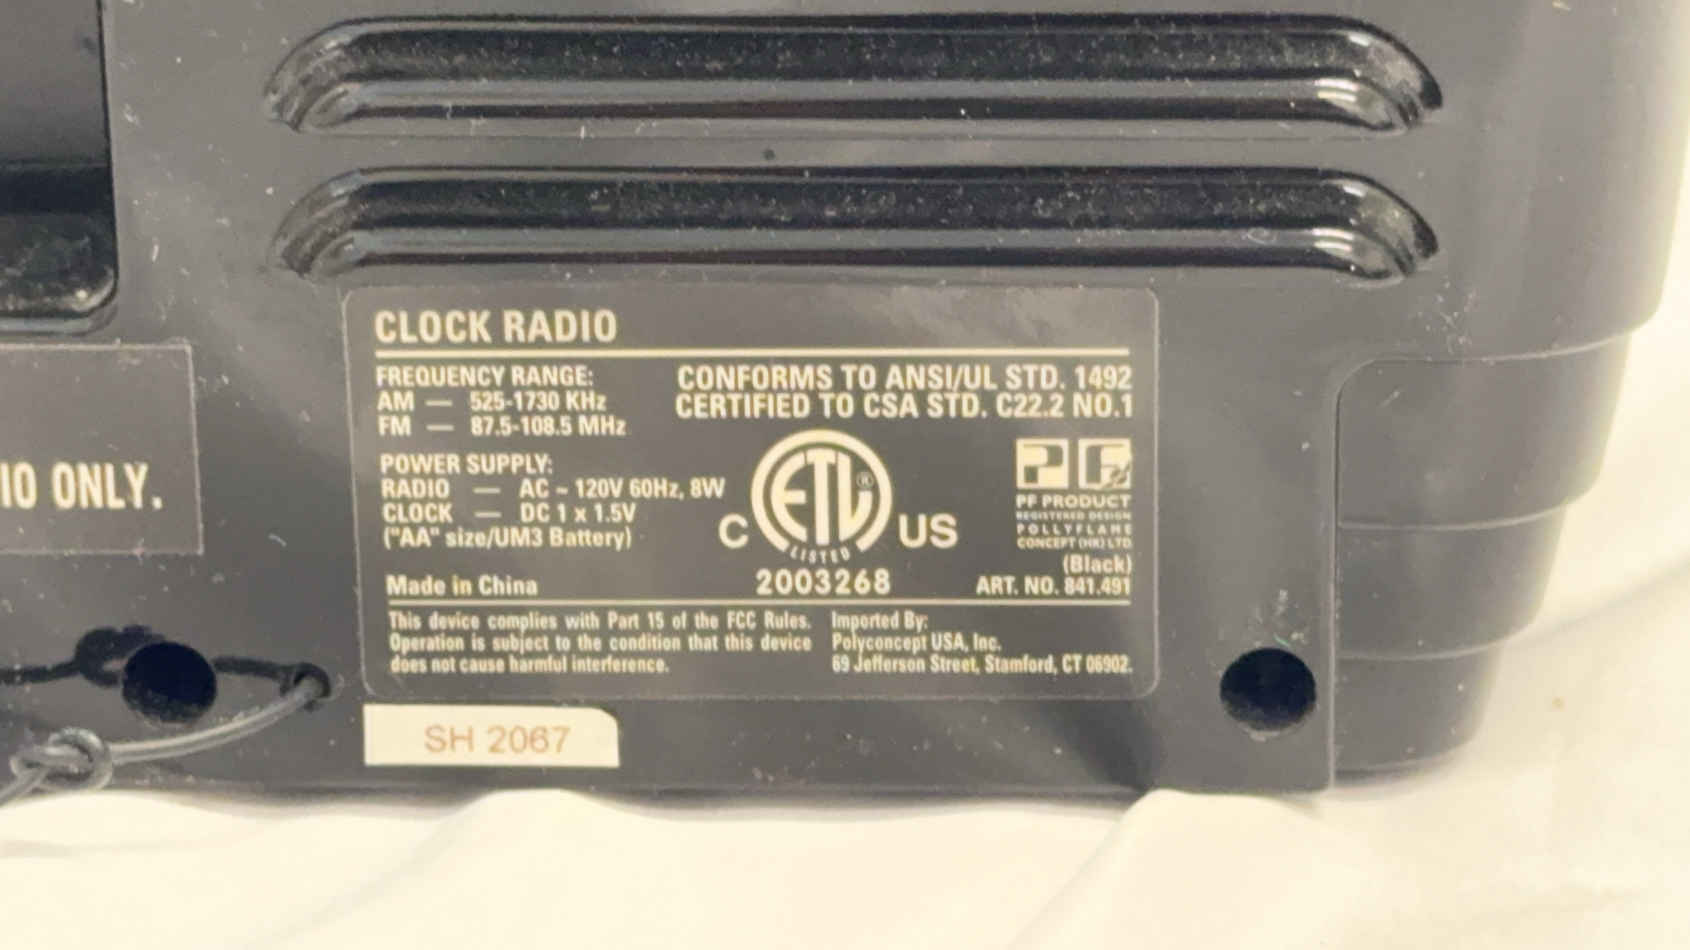 IO ONLY.
CLOCK RADIO
FREQUENCY RANGE:
AM — 525-1730 KHz
FM — 87.5-108.5 MHz
POWER SUPPLY:
RADIO — AC ~ 120V 60Hz, 8W
CLOCK — DC 1 x 1.5V
("AA" size/UM3 Battery)
Made in China
CONFORMS TO ANSI/UL STD. 1492
CERTIFIED TO CSA STD. C22.2 NO.1
C ETL ® US
LISTED
2003268
PF
PF PRODUCT
REGISTERED DESIGN
POLLYFLAME
CONCEPT (HK) LTD
(Black)
ART. NO. 841.491
This device complies with Part 15 of the FCC Rules.
Operation is subject to the condition that this device
does not cause harmful interference.
Imported By:
Polyconcept USA, Inc.
69 Jefferson Street, Stamford, CT 06902.
SH 2067